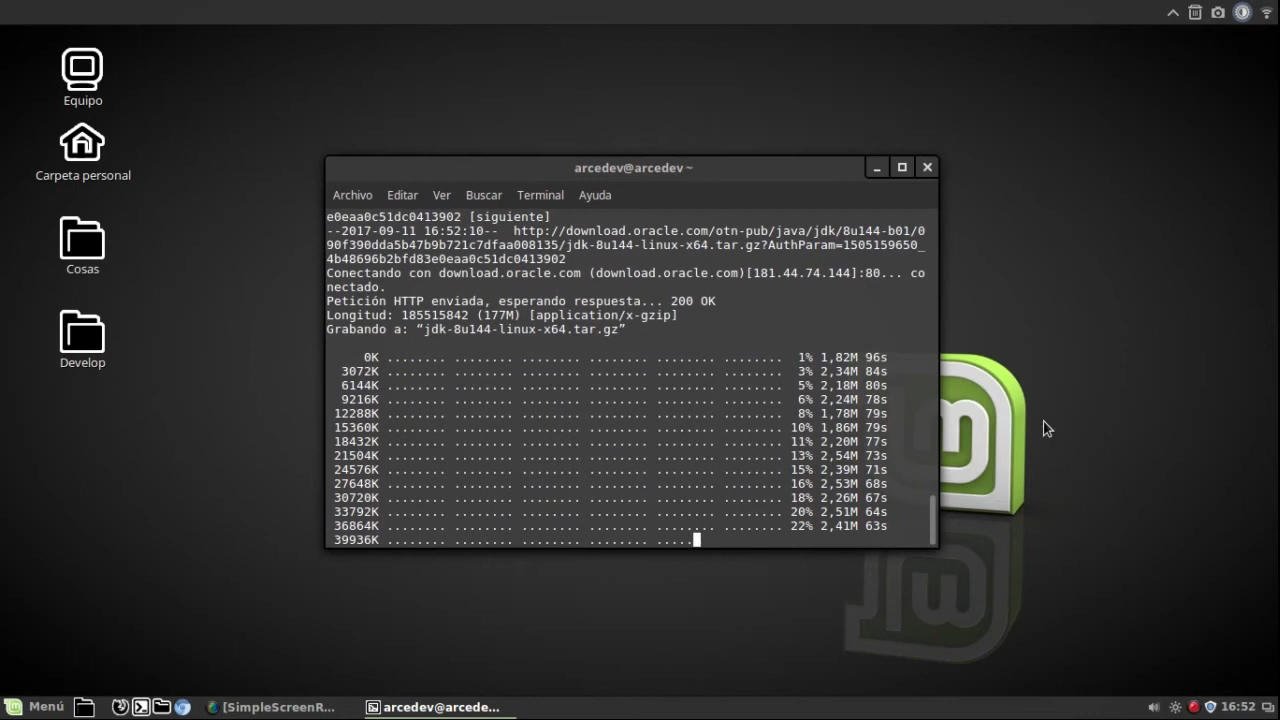 Equipo
Carpeta personal
Cosas
Develop
arcedev@arcedev ~
Archivo Editar Ver Buscar Terminal Ayuda
e0eaa0c51dc0413902 [siguiente]
--2017-09-11 16:52:10-- http://download.oracle.com/otn-pub/java/jdk/8u144-b01/0
90f390dda5b47b9b721c7dfaa008135/jdk-8u144-linux-x64.tar.gz?AuthParam=1505159650_
4b48696b2bfd83e0eaa0c51dc0413902
Conectando con download.oracle.com (download.oracle.com)[181.44.74.144]:80... co
nectado.
Petición HTTP enviada, esperando respuesta... 200 OK
Longitud: 185515842 (177M) [application/x-gzip]
Grabando a: “jdk-8u144-linux-x64.tar.gz”
0K ........ ........ ........ ........ ........ ........ 1% 1,82M 96s
3072K ........ ........ ........ ........ ........ ........ 3% 2,34M 84s
6144K ........ ........ ........ ........ ........ ........ 5% 2,18M 80s
9216K ........ ........ ........ ........ ........ ........ 6% 2,24M 78s
12288K ........ ........ ........ ........ ........ ........ 8% 1,78M 79s
15360K ........ ........ ........ ........ ........ ........ 10% 1,86M 79s
18432K ........ ........ ........ ........ ........ ........ 11% 2,20M 77s
21504K ........ ........ ........ ........ ........ ........ 13% 2,54M 73s
24576K ........ ........ ........ ........ ........ ........ 15% 2,39M 71s
27648K ........ ........ ........ ........ ........ ........ 16% 2,53M 68s
30720K ........ ........ ........ ........ ........ ........ 18% 2,26M 67s
33792K ........ ........ ........ ........ ........ ........ 20% 2,51M 64s
36864K ........ ........ ........ ........ ........ ........ 22% 2,41M 63s
39936K ........ ........ ........ ........ .....
Menú [SimpleScreenR... arcedev@arcede... 16:52